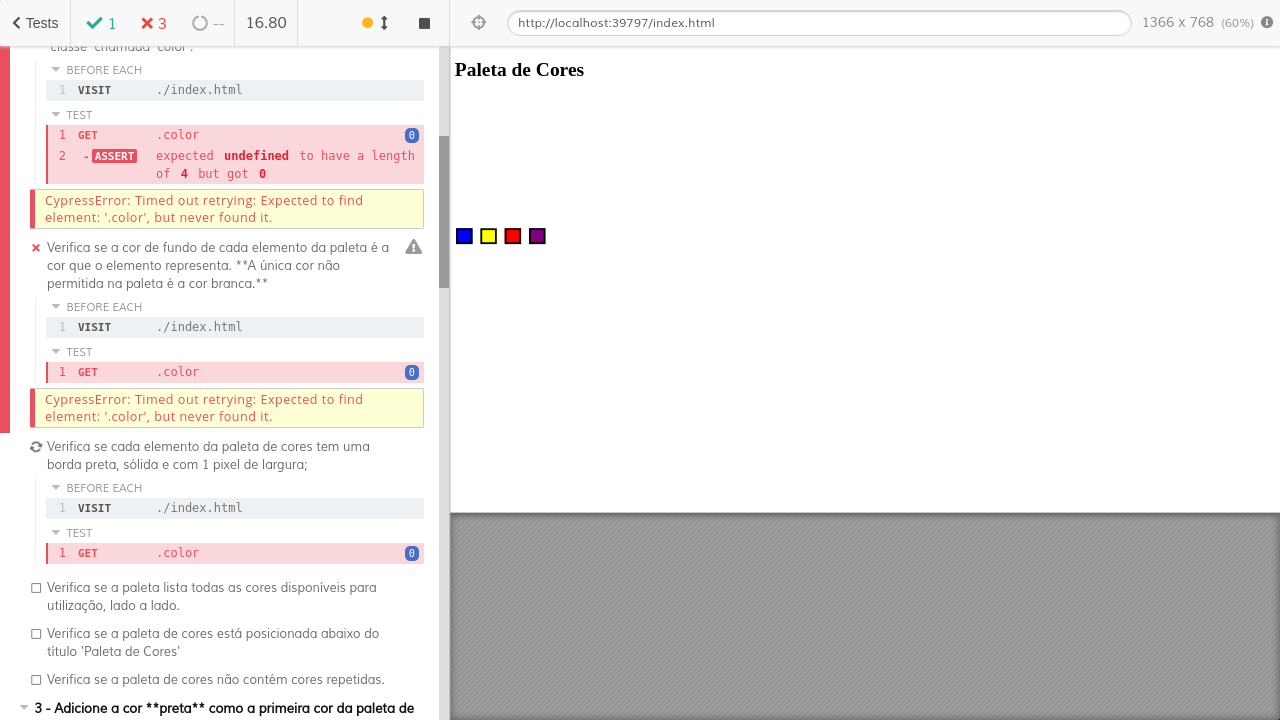 Tests 1 3 -- 16.80 http://localhost:39797/index.html 1366 x 768 (60%)
classe 'chamada 'color'.
BEFORE EACH
1 VISIT ./index.html
TEST
1 GET .color 0
2 -ASSERT expected undefined to have a length
of 4 but got 0
CypressError: Timed out retrying: Expected to find
element: '.color', but never found it.
Verifica se a cor de fundo de cada elemento da paleta é a
cor que o elemento representa. **A única cor não
permitida na paleta é a cor branca.**
BEFORE EACH
1 VISIT ./index.html
TEST
1 GET .color 0
CypressError: Timed out retrying: Expected to find
element: '.color', but never found it.
Verifica se cada elemento da paleta de cores tem uma
borda preta, sólida e com 1 pixel de largura;
BEFORE EACH
1 VISIT ./index.html
TEST
1 GET .color 0
Verifica se a paleta lista todas as cores disponíveis para
utilização, lado a lado.
Verifica se a paleta de cores está posicionada abaixo do
título 'Paleta de Cores'
Verifica se a paleta de cores não contém cores repetidas.
3 - Adicione a cor **preta** como a primeira cor da paleta de
Paleta de Cores